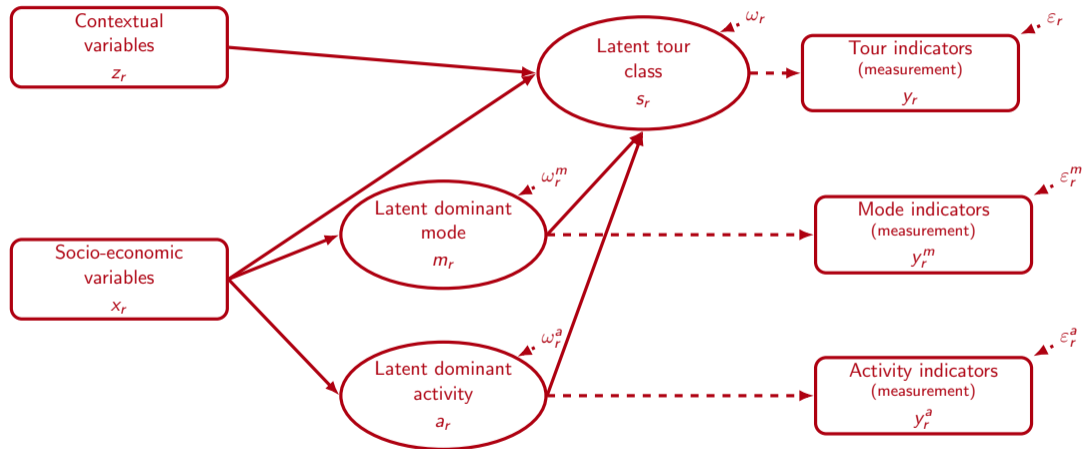 Contextual
variables
z_r
Latent tour
class
s_r
ω_r
Tour indicators
(measurement)
y_r
ε_r
Latent dominant
mode
m_r
ω_r^m
Mode indicators
(measurement)
y_r^m
ε_r^m
Socio-economic
variables
x_r
Latent dominant
activity
a_r
ω_r^a
Activity indicators
(measurement)
y_r^a
ε_r^a